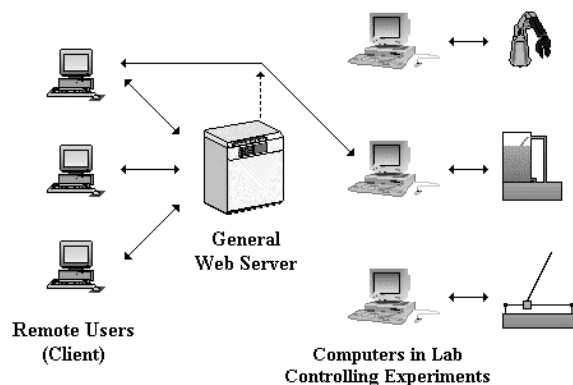 General
Web Server
Remote Users
(Client)
Computers in Lab
Controlling Experiments